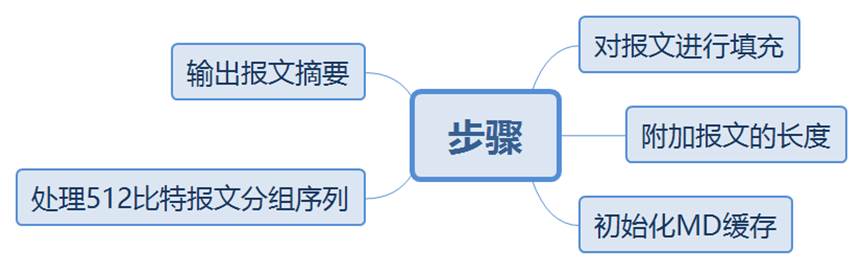 步骤
对报文进行填充
附加报文的长度
初始化MD缓存
处理512比特报文分组序列
输出报文摘要